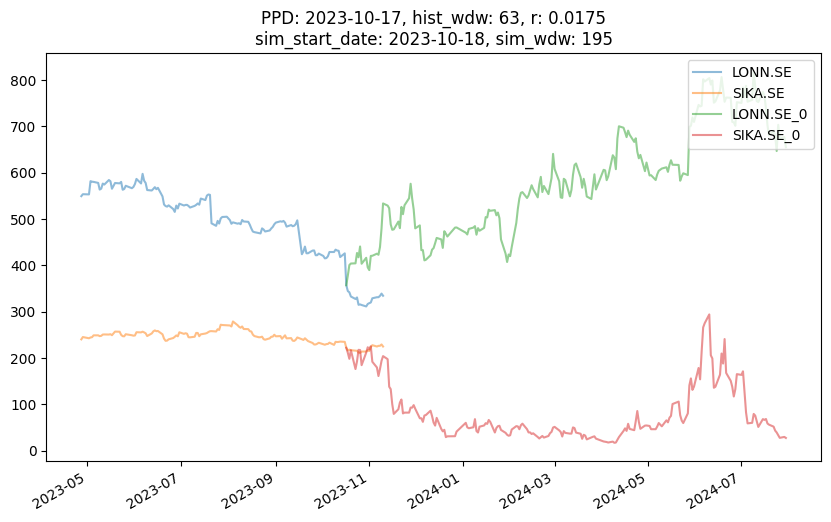 PPD: 2023-10-17, hist_wdw: 63, r: 0.0175
sim_start_date: 2023-10-18, sim_wdw: 195
LONN.SE
SIKA.SE
LONN.SE_0
SIKA.SE_0
800
700
600
500
400
300
200
100
0
2023-05
2023-07
2023-09
2023-11
2024-01
2024-03
2024-05
2024-07